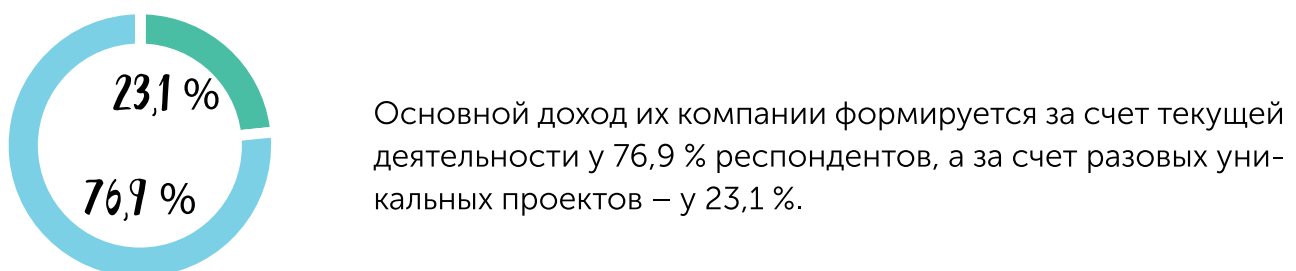 23,1 %
76,9 %
Основной доход их компании формируется за счет текущей
деятельности у 76,9 % респондентов, а за счет разовых уни-
кальных проектов – у 23,1 %.